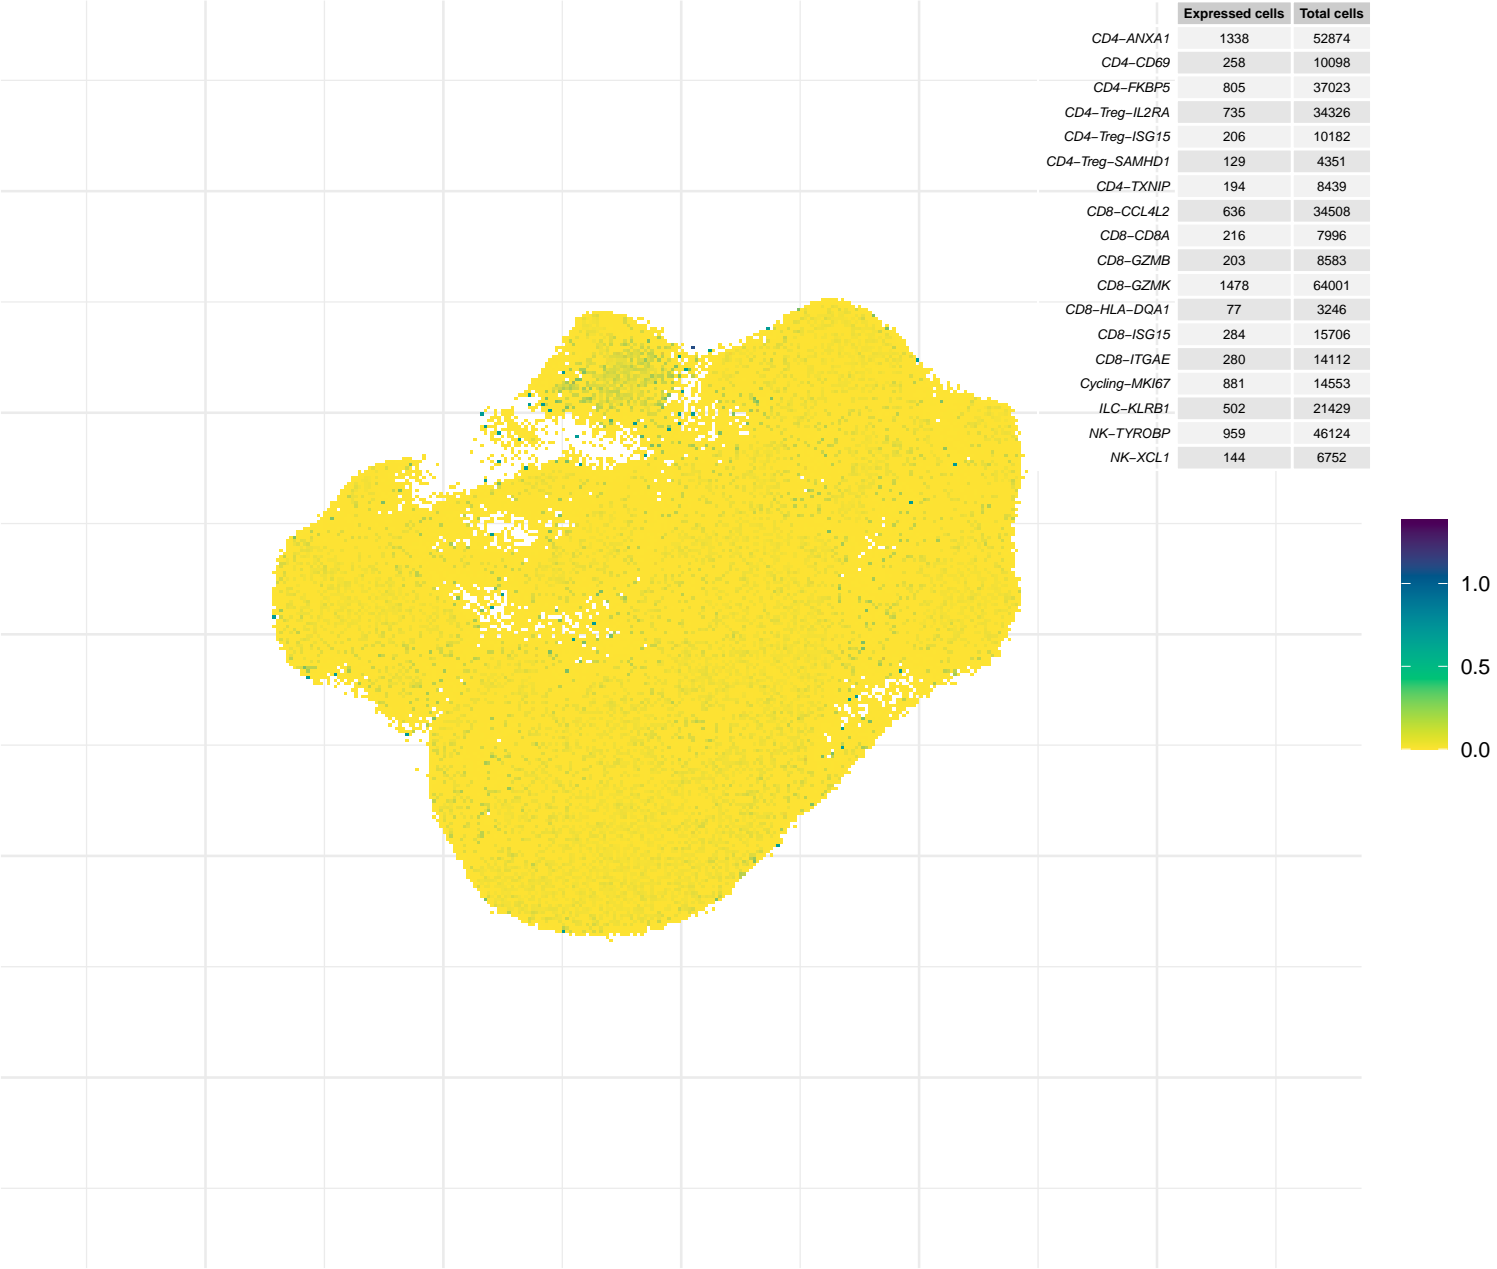 Expressed cells Total cells
CD4−ANXA1 1338 52874
CD4−CD69 258 10098
CD4−FKBP5 805 37023
CD4−Treg−IL2RA 735 34326
CD4−Treg−ISG15 206 10182
CD4−Treg−SAMHD1 129 4351
CD4−TXNIP 194 8439
CD8−CCL4L2 636 34508
CD8−CD8A 216 7996
CD8−GZMB 203 8583
CD8−GZMK 1478 64001
CD8−HLA−DQA1 77 3246
CD8−ISG15 284 15706
CD8−ITGAE 280 14112
Cycling−MKI67 881 14553
ILC−KLRB1 502 21429
NK−TYROBP 959 46124
NK−XCL1 144 6752
1.0
0.5
0.0